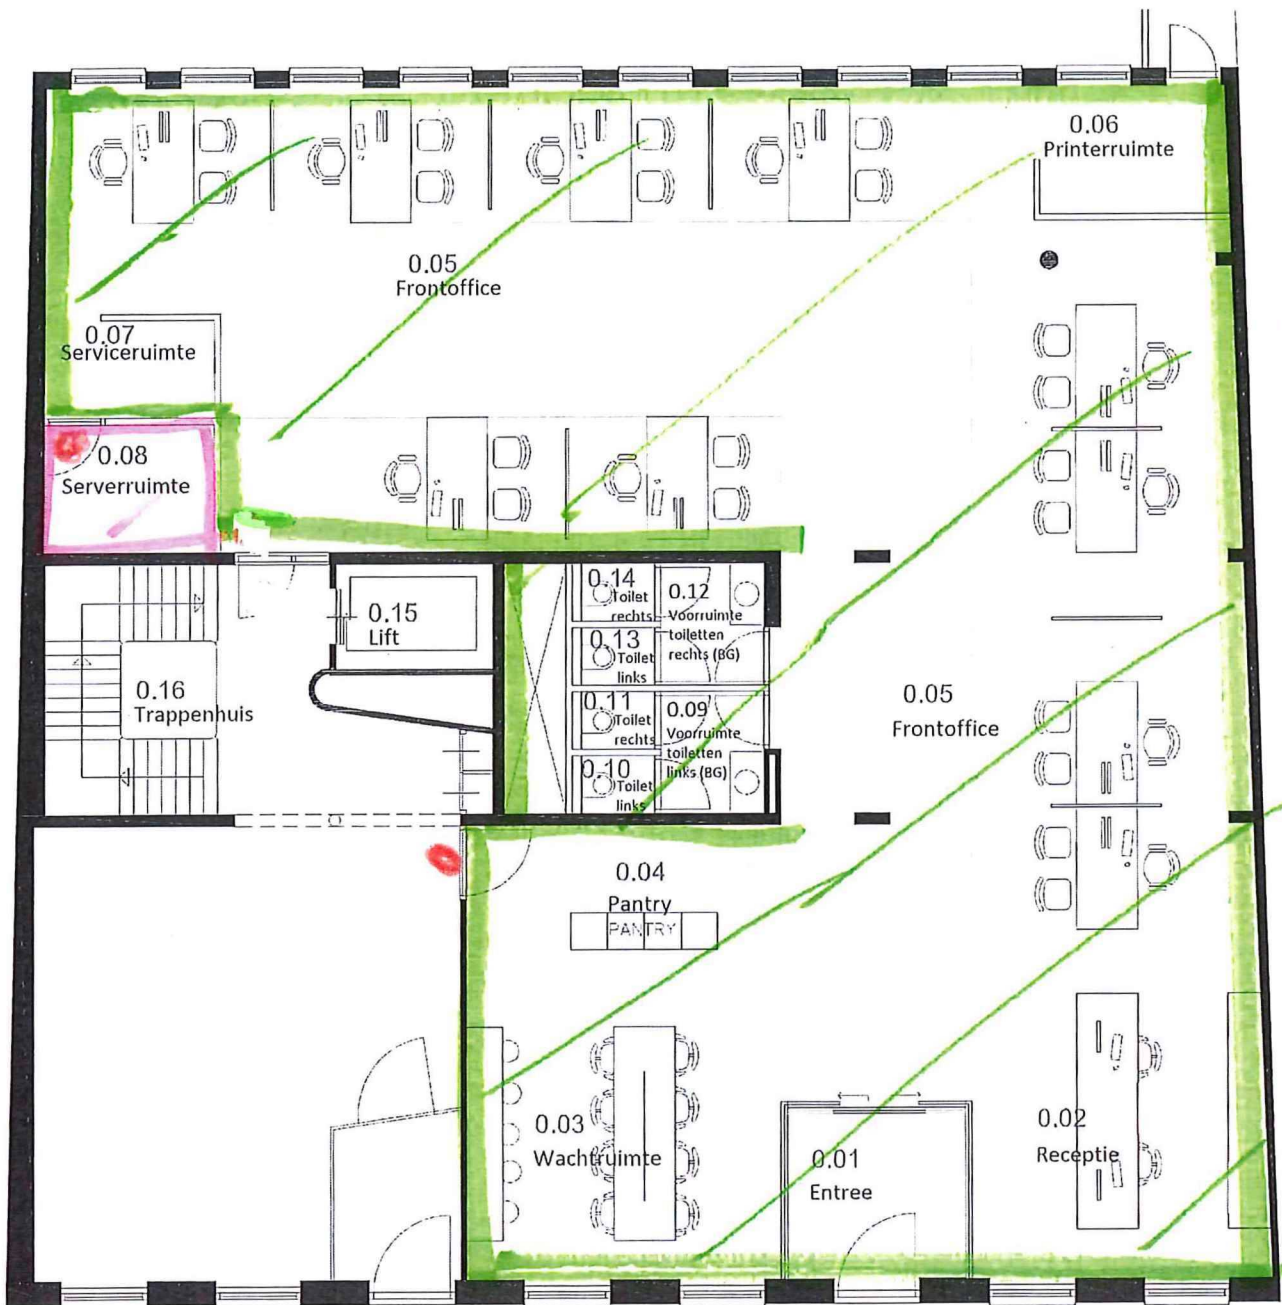 0.06
Printerruimte
0.05
Frontoffice
0.07
Serviceruimte
0.08
Serverruimte
0.14
Toilet
rechts
0.12
Voorruimte
toiletten
rechts (BG)
0.15
Lift
0.13
Toilet
links
0.16
Trappenhuis
0.11
Toilet
rechts
0.09
Voorruimte
toiletten
links (BG)
0.05
Frontoffice
0.10
Toilet
links
0.04
Pantry
PANTRY
0.03
Wachtruimte
0.01
Entree
0.02
Receptie